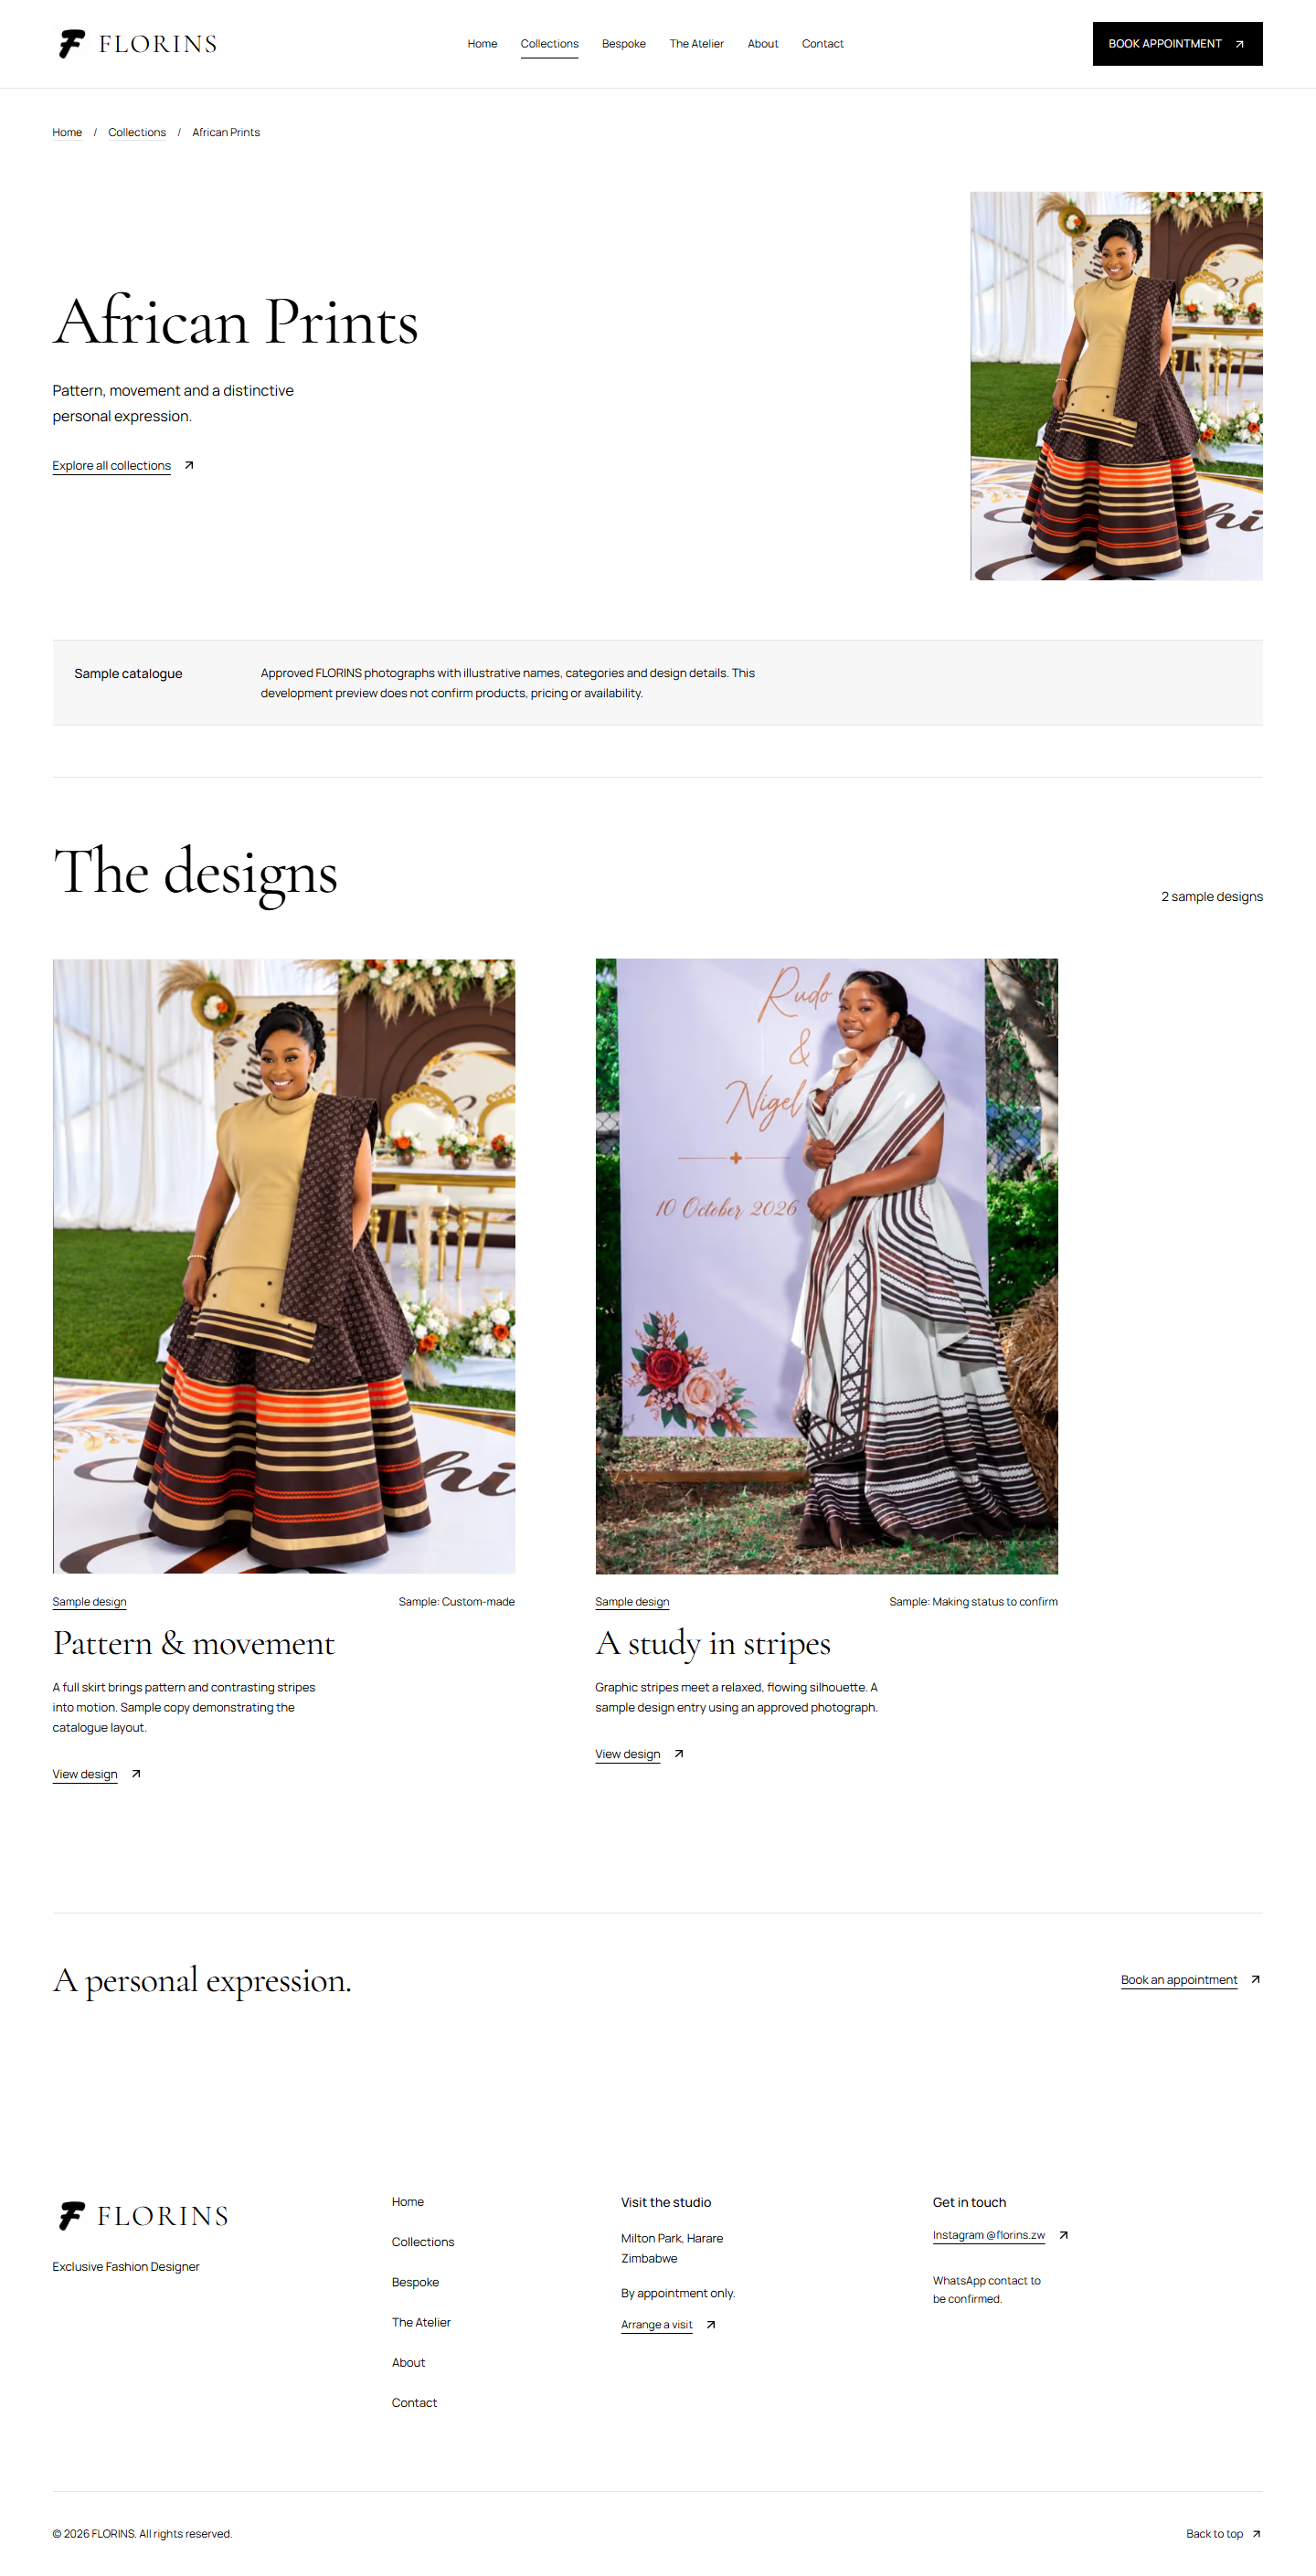 F FLORINS
Home Collections Bespoke The Atelier About Contact
BOOK APPOINTMENT
Home / Collections / African Prints
African Prints
Pattern, movement and a distinctive
personal expression.
Explore all collections
Sample catalogue
Approved FLORINS photographs with illustrative names, categories and design details. This
development preview does not confirm products, pricing or availability.
The designs
2 sample designs
Rudo
&
Nigel
10 October 2026
Sample design
Sample: Custom-made
Pattern & movement
A full skirt brings pattern and contrasting stripes
into motion. Sample copy demonstrating the
catalogue layout.
View design
Sample design
Sample: Making status to confirm
A study in stripes
Graphic stripes meet a relaxed, flowing silhouette. A
sample design entry using an approved photograph.
View design
A personal expression.
Book an appointment
F FLORINS
Exclusive Fashion Designer
Home
Collections
Bespoke
The Atelier
About
Contact
Visit the studio
Milton Park, Harare
Zimbabwe
By appointment only.
Arrange a visit
Get in touch
Instagram @florins.zw
WhatsApp contact to
be confirmed.
© 2026 FLORINS. All rights reserved.
Back to top